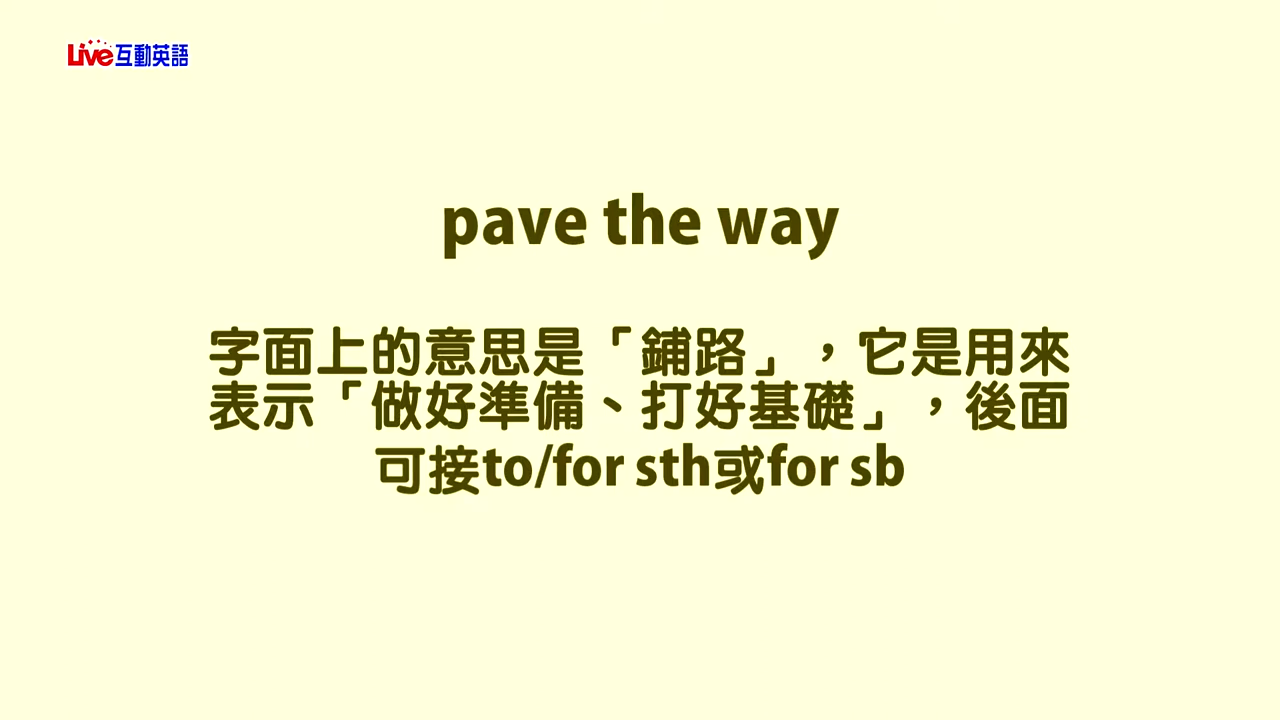 Live互動英語
pave the way
字面上的意思是「鋪路」，它是用來
表示「做好準備、打好基礎」，後面
可接to/for sth或for sb